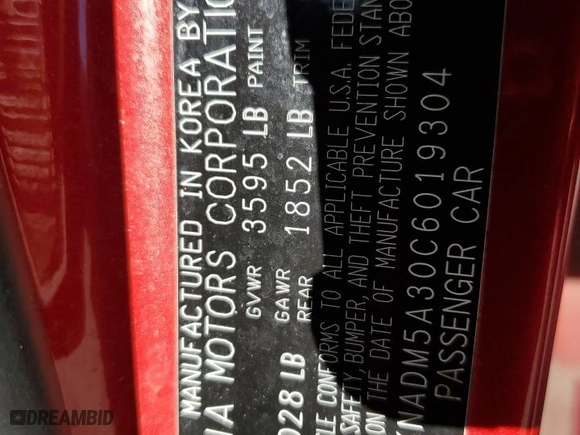 MANUFACTURED IN KOREA BY
IA MOTORS CORPORATIO
GVWR 3595 LB PAINT
028 LB GAWR REAR 1852 LB TRIM
CLE CONFORMS TO ALL APPLICABLE U.S.A. FEDE
SAFETY, BUMPER, AND THEFT PREVENTION STAN
ON THE DATE OF MANUFACTURE SHOWN ABO
NADM5A30C6019304
PASSENGER CAR
DREAMBID